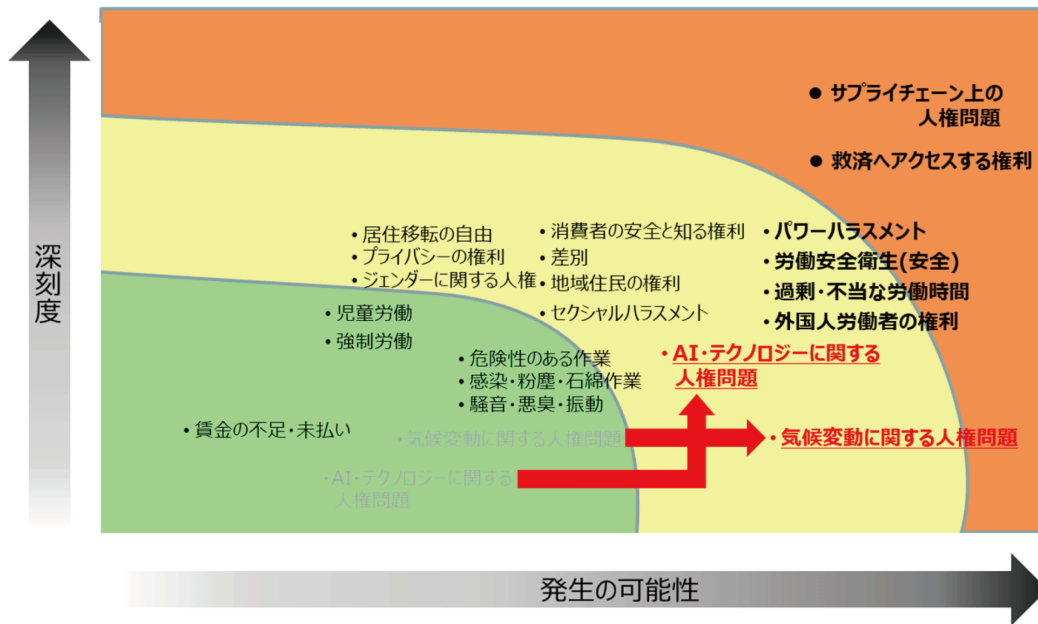 ● サプライチェーン上の
人権問題
● 救済へアクセスする権利
・居住移転の自由
・プライバシーの権利
・ジェンダーに関する人権
・消費者の安全と知る権利
・差別
・地域住民の権利
・セクシャルハラスメント
・パワーハラスメント
・労働安全衛生(安全)
・過剰・不当な労働時間
・外国人労働者の権利
・児童労働
・強制労働
・危険性のある作業
・感染・粉塵・石綿作業
・騒音・悪臭・振動
・AI・テクノロジーに関する
人権問題
・賃金の不足・未払い
・気候変動に関する人権問題
・気候変動に関する人権問題
・AI・テクノロジーに関する
人権問題
深刻度
発生の可能性